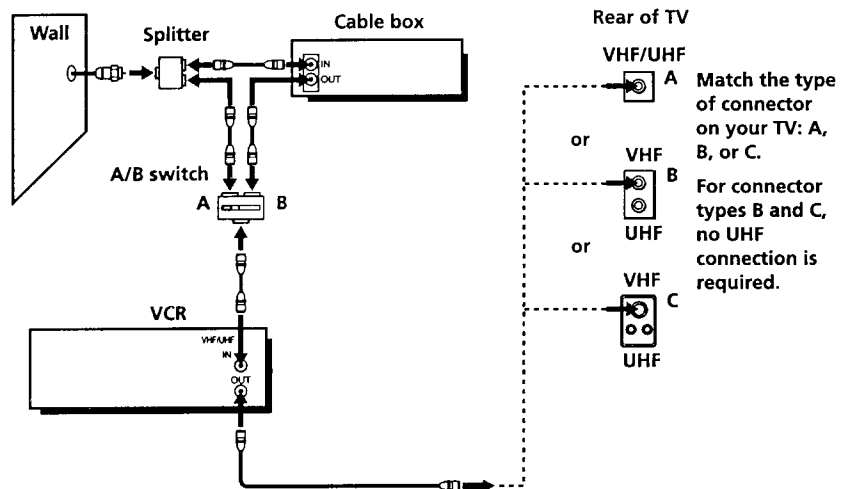 Wall
Splitter
Cable box
IN
OUT
A/B switch
A
B
VCR
VHF/UHF
IN
OUT
Rear of TV
VHF/UHF
A
or
VHF
B
UHF
or
VHF
C
UHF
Match the type
of connector
on your TV: A,
B, or C.
For connector
types B and C,
no UHF
connection is
required.